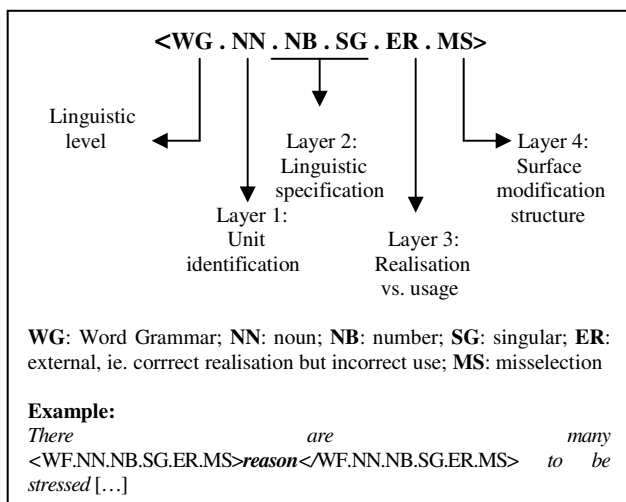 <WG . NN . NB . SG . ER . MS>
Linguistic
level
Layer 1:
Unit
identification
Layer 2:
Linguistic
specification
Layer 3:
Realisation
vs. usage
Layer 4:
Surface
modification
structure
WG: Word Grammar; NN: noun; NB: number; SG: singular; ER:
external, ie. corrrect realisation but incorrect use; MS: misselection
Example:
There are many
<WF.NN.NB.SG.ER.MS>reason</WF.NN.NB.SG.ER.MS> to be
stressed […]